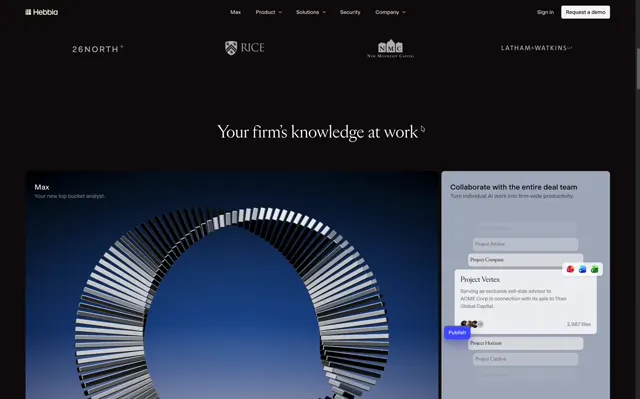 Hebbia
Max
Product
Solutions
Security
Company
Sign in
Request a demo
26NORTH
RICE
NMC
New Mountain Capital
LATHAM&WATKINS LLP
Your firm's knowledge at work
Max
Your new top bucket analyst.
Collaborate with the entire deal team
Turn individual AI work into firm-wide productivity.
Project Compass
Project Vertex
Serving as exclusive sell-side advisor to
ACME Corp in connection with its sale to Titan
Global Capital.
2,987 files
Publish
Project Horizon
Project Catalyst